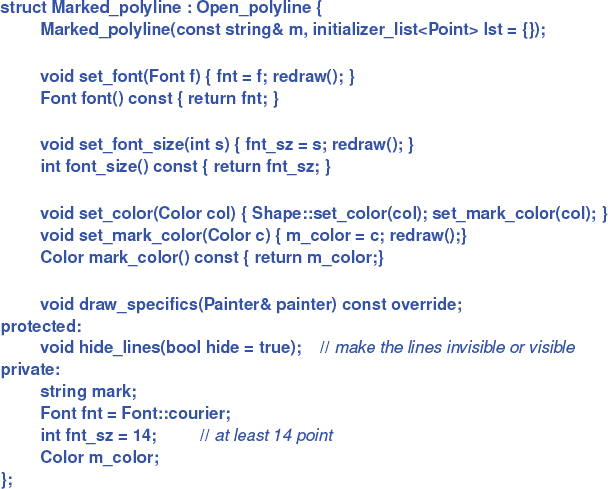 struct Marked_polyline : Open_polyline {
Marked_polyline(const string& m, initializer_list<Point> lst = {});
void set_font(Font f) { fnt = f; redraw(); }
Font font() const { return fnt; }
void set_font_size(int s) { fnt_sz = s; redraw(); }
int font_size() const { return fnt_sz; }
void set_color(Color col) { Shape::set_color(col); set_mark_color(col); }
void set_mark_color(Color c) { m_color = c; redraw();}
Color mark_color() const { return m_color;}
void draw_specifics(Painter& painter) const override;
protected:
void hide_lines(bool hide = true); // make the lines invisible or visible
private:
string mark;
Font fnt = Font::courier;
int fnt_sz = 14; // at least 14 point
Color m_color;
};